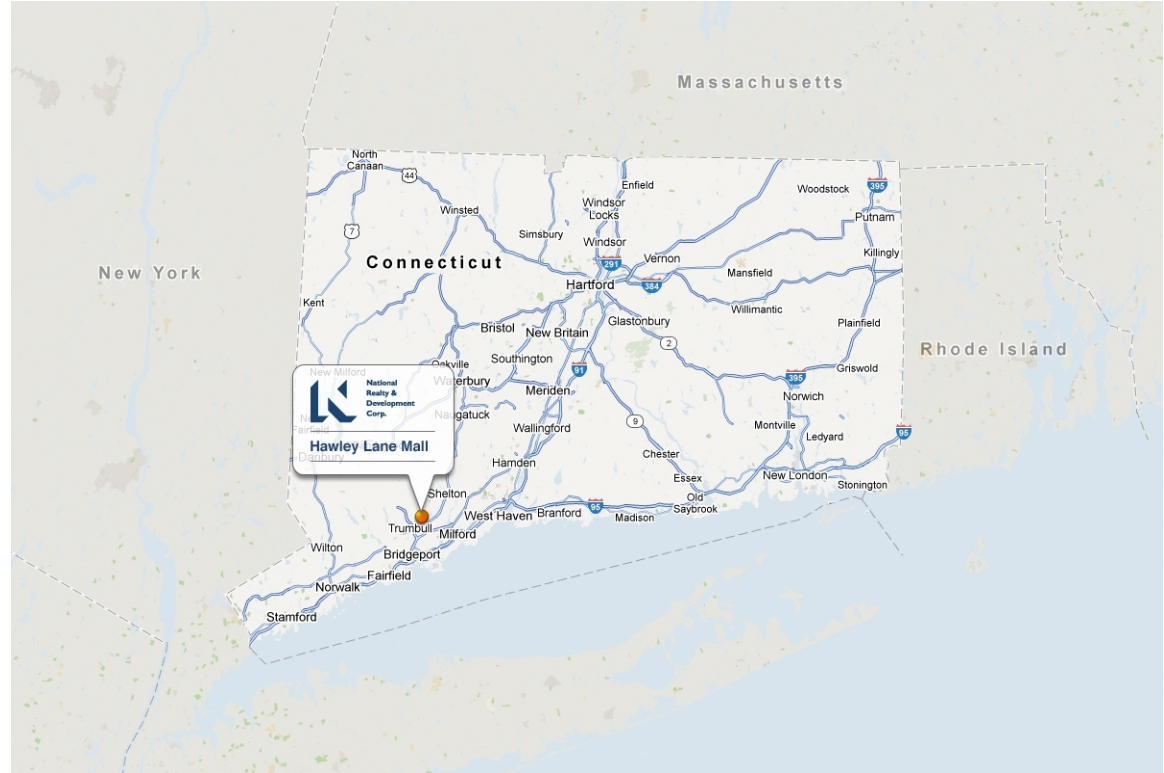 Massachusetts
North
Canaan
44
Enfield
Woodstock
395
Winsted
Windsor
Locks
Putnam
7
Simsbury
Windsor
Connecticut
291
Vernon
Killingly
New York
Mansfield
Hartford
384
Kent
Willimantic
Bristol
New Britain
Glastonbury
Plainfield
2
Rhode Island
Southington
Oakville
New Milford
91
Griswold
395
Waterbury
Meriden
Norwich
National
Realty &
Development
Corp.
Naugatuck
9
Wallingford
Montville
Ledyard
95
Fairfield
Hawley Lane Mall
Danbury
Hamden
Chester
Essex
New London
Stonington
Shelton
Old
Saybrook
West Haven
Branford
95
Madison
Trumbull
Milford
Wilton
Bridgeport
Fairfield
Norwalk
Stamford